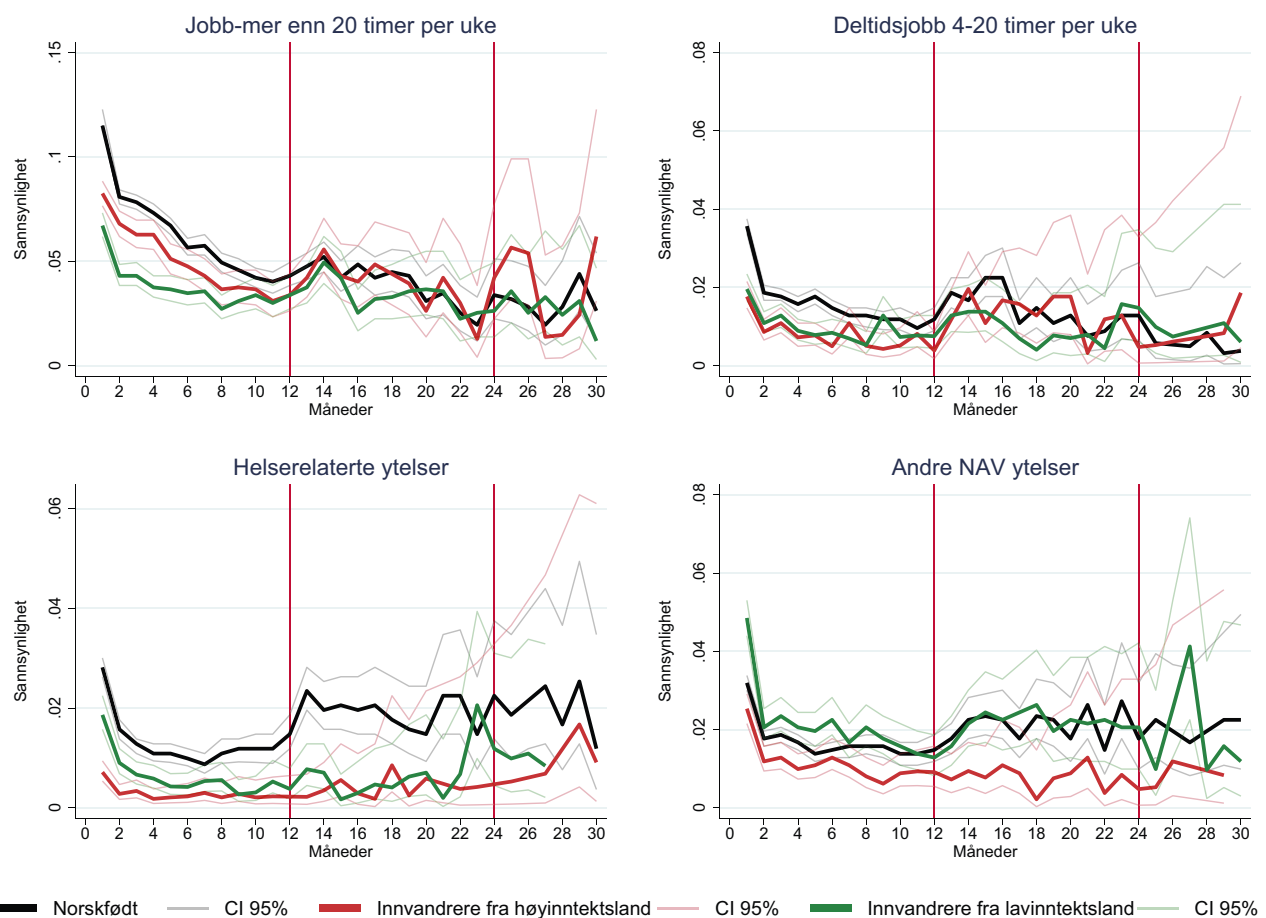 Jobb-mer enn 20 timer per uke
Sannsynlighet
.15
.1
.05
0
0 2 4 6 8 10 12 14 16 18 20 22 24 26 28 30
Måneder
Deltidsjobb 4-20 timer per uke
Sannsynlighet
.08
.06
.04
.02
0
0 2 4 6 8 10 12 14 16 18 20 22 24 26 28 30
Måneder
Helserelaterte ytelser
Sannsynlighet
.06
.04
.02
0
0 2 4 6 8 10 12 14 16 18 20 22 24 26 28 30
Måneder
Andre NAV ytelser
Sannsynlighet
.08
.06
.04
.02
0
0 2 4 6 8 10 12 14 16 18 20 22 24 26 28 30
Måneder
Norskfødt CI 95% Innvandrere fra høyinntektsland CI 95% Innvandrere fra lavinntektsland CI 95%